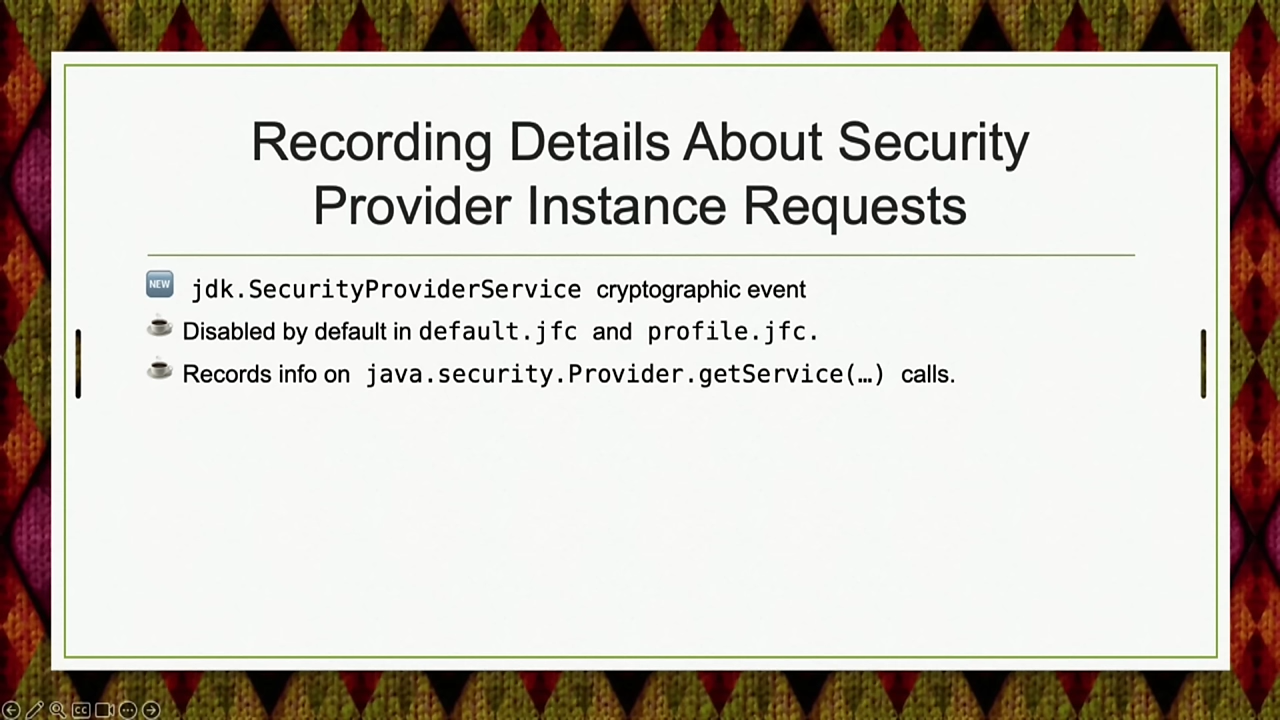 Recording Details About Security
Provider Instance Requests
NEW jdk.SecurityProviderService cryptographic event
Disabled by default in default.jfc and profile.jfc.
Records info on java.security.Provider.getService(…) calls.
CC